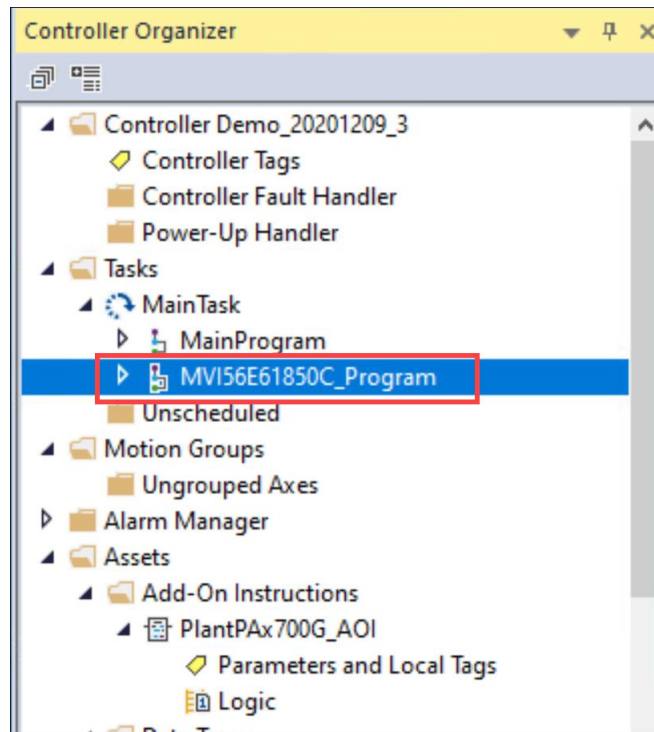 Controller Organizer
Controller Demo_20201209_3
Controller Tags
Controller Fault Handler
Power-Up Handler
Tasks
MainTask
MainProgram
MVI56E61850C_Program
Unscheduled
Motion Groups
Ungrouped Axes
Alarm Manager
Assets
Add-On Instructions
PlantPAx700G_AOI
Parameters and Local Tags
Logic